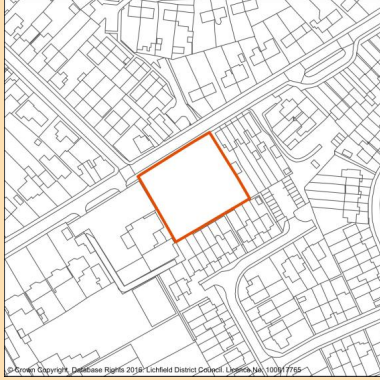 © Crown Copyright, Database Rights 2016. Lichfield District Council. Licence No: 100017765